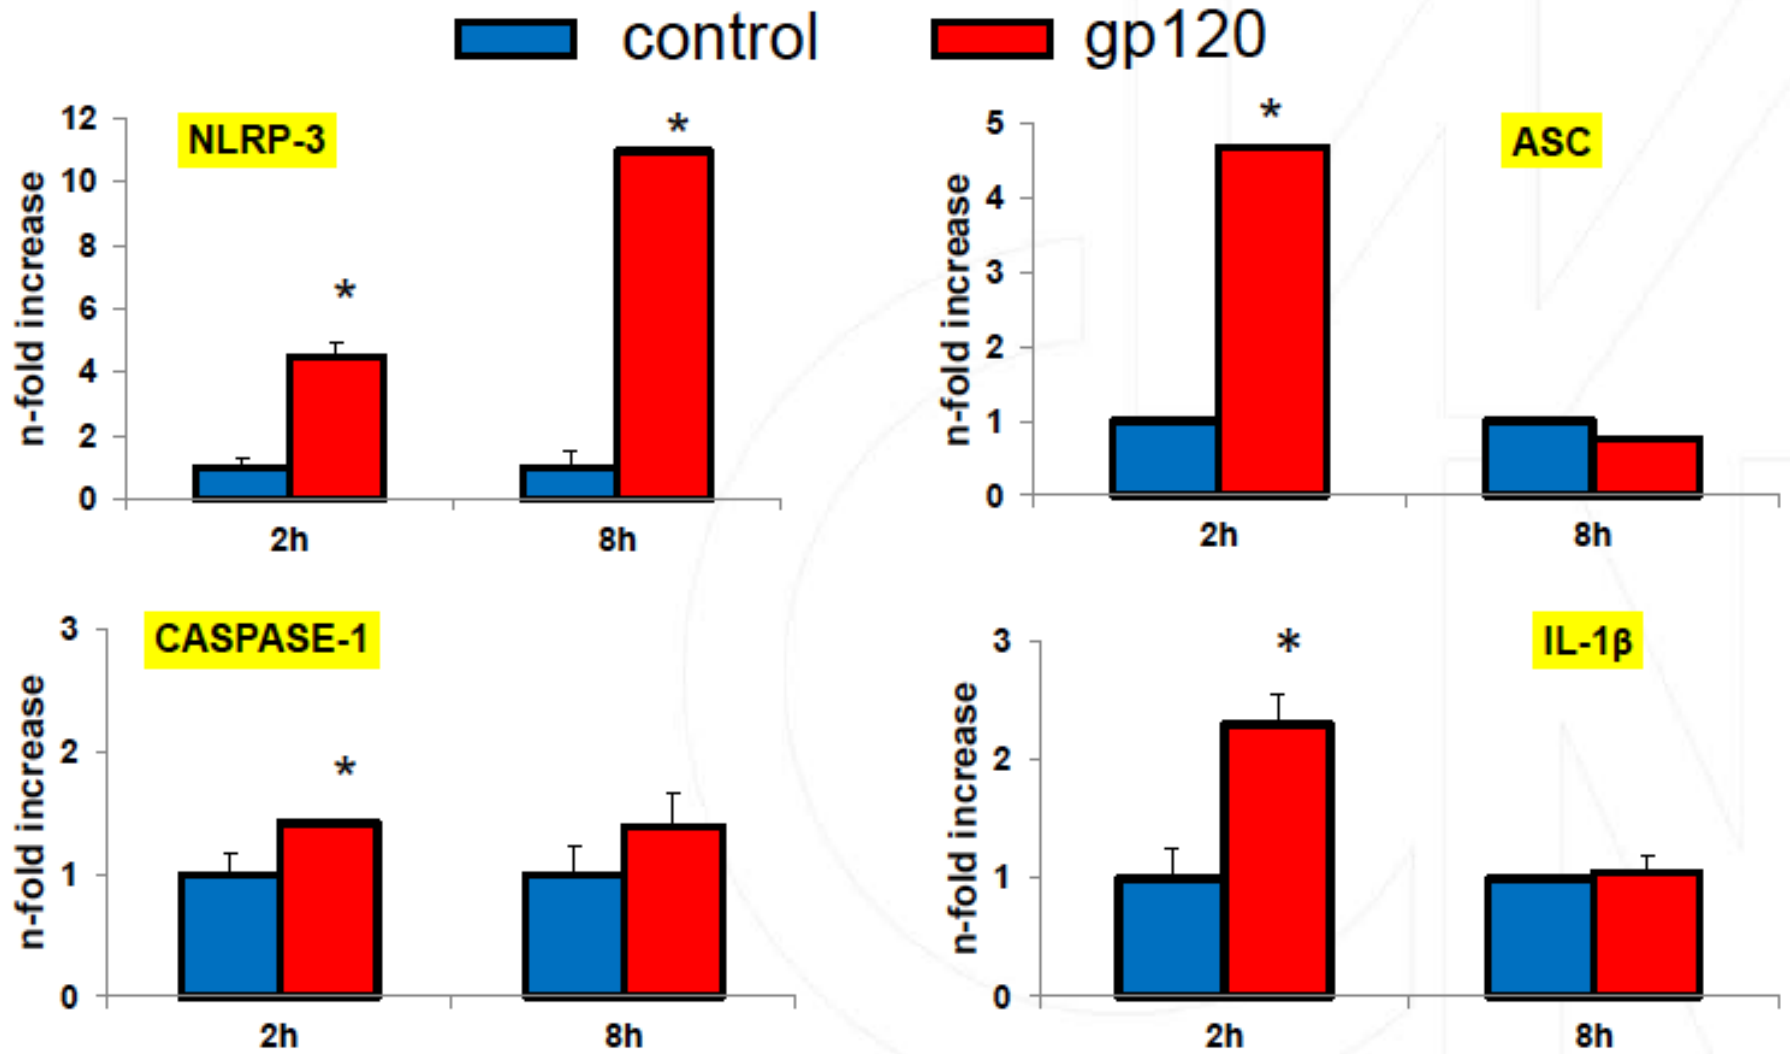 control gp120
NLRP-3
n-fold increase
12
10
8
6
4
2
0
*
*
2h 8h
ASC
n-fold increase
5
4
3
2
1
0
*
2h 8h
CASPASE-1
n-fold increase
3
2
1
0
*
2h 8h
IL-1β
n-fold increase
3
2
1
0
*
2h 8h